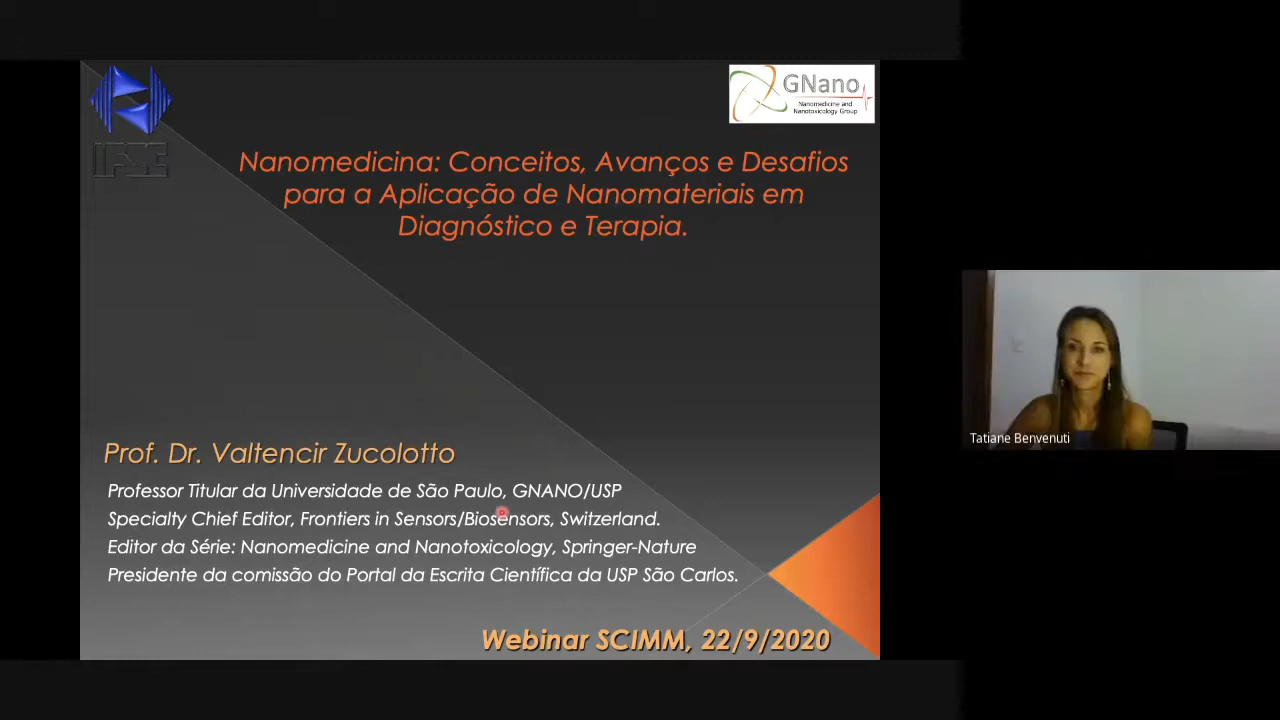 IFSC
GNano
Nanomedicine and
Nanotoxicology Group
Nanomedicina: Conceitos, Avanços e Desafios
para a Aplicação de Nanomateriais em
Diagnóstico e Terapia.
Prof. Dr. Valtencir Zucolotto
Professor Titular da Universidade de São Paulo, GNANO/USP
Specialty Chief Editor, Frontiers in Sensors/Biosensors, Switzerland.
Editor da Série: Nanomedicine and Nanotoxicology, Springer-Nature
Presidente da comissão do Portal da Escrita Científica da USP São Carlos.
Webinar SCIMM, 22/9/2020
Tatiane Benvenuti